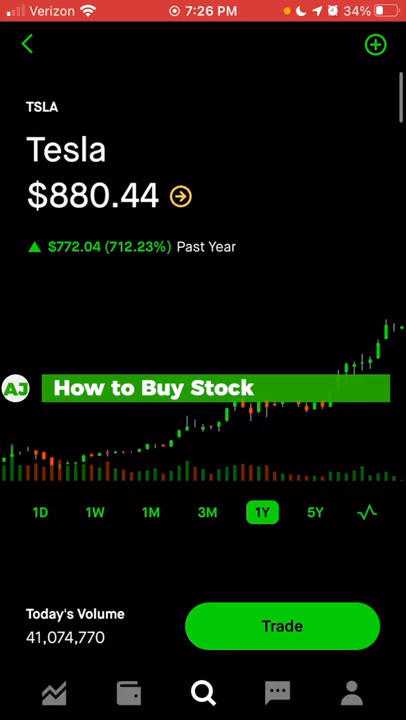 Verizon 7:26 PM 34%
TSLA
Tesla
$880.44
▲ $772.04 (712.23%) Past Year
AJ How to Buy Stock
1D 1W 1M 3M 1Y 5Y
Today's Volume
41,074,770
Trade